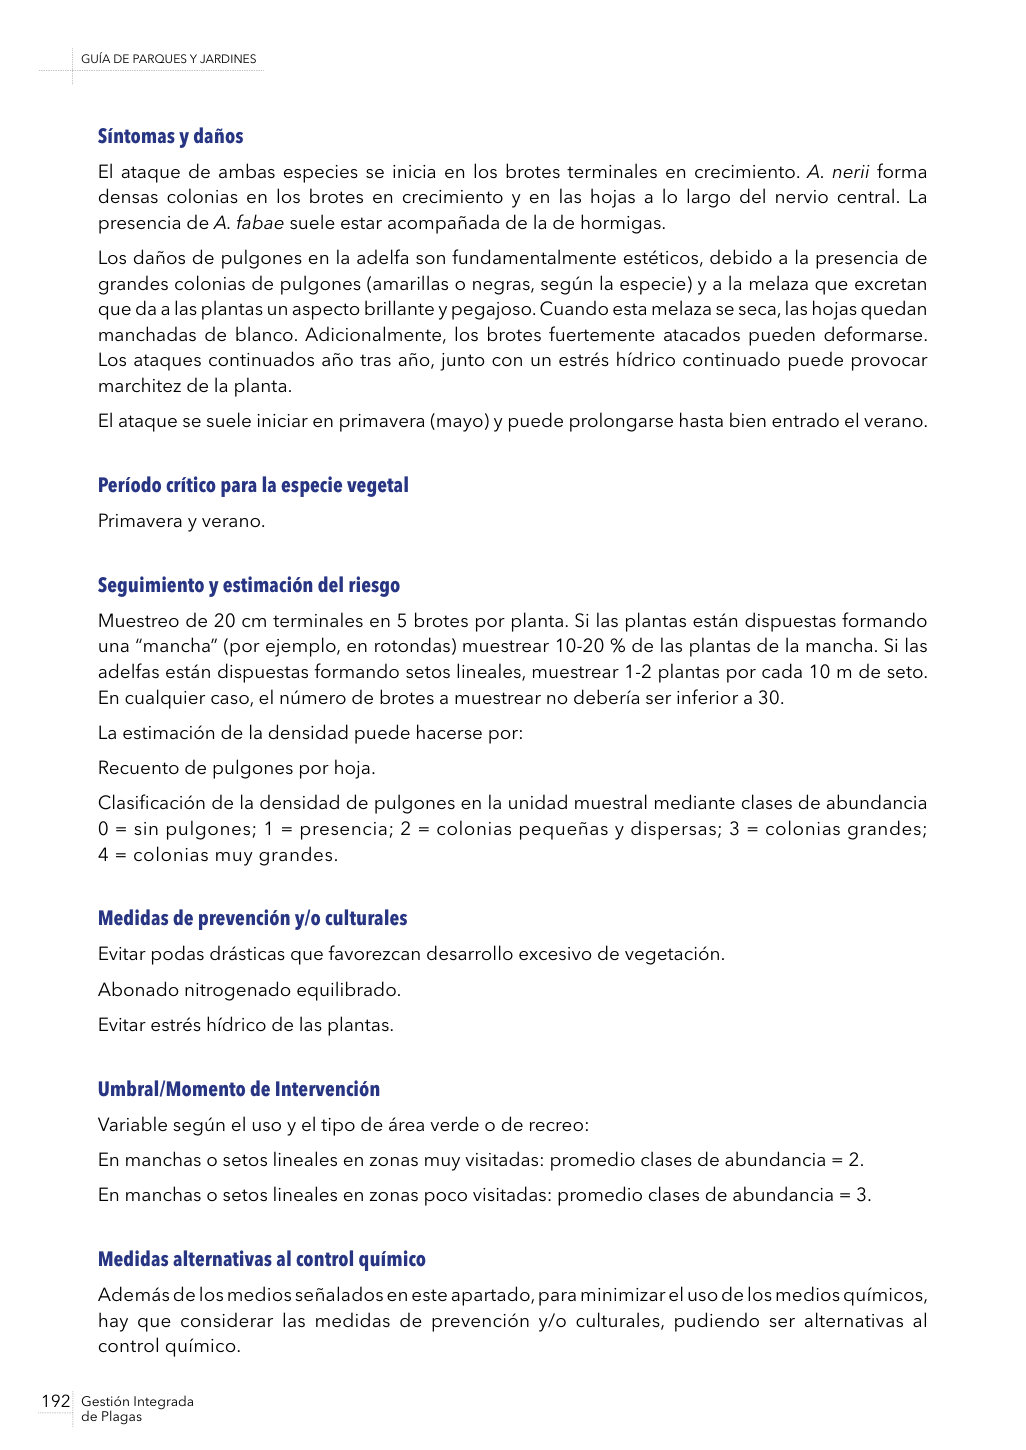 GUÍA DE PARQUES Y JARDINES
Síntomas y daños
El ataque de ambas especies se inicia en los brotes terminales en crecimiento. A. nerii forma
densas colonias en los brotes en crecimiento y en las hojas a lo largo del nervio central. La
presencia de A. fabae suele estar acompañada de la de hormigas.
Los daños de pulgones en la adelfa son fundamentalmente estéticos, debido a la presencia de
grandes colonias de pulgones (amarillas o negras, según la especie) y a la melaza que excretan
que da a las plantas un aspecto brillante y pegajoso. Cuando esta melaza se seca, las hojas quedan
manchadas de blanco. Adicionalmente, los brotes fuertemente atacados pueden deformarse.
Los ataques continuados año tras año, junto con un estrés hídrico continuado puede provocar
marchitez de la planta.
El ataque se suele iniciar en primavera (mayo) y puede prolongarse hasta bien entrado el verano.
Período crítico para la especie vegetal
Primavera y verano.
Seguimiento y estimación del riesgo
Muestreo de 20 cm terminales en 5 brotes por planta. Si las plantas están dispuestas formando
una “mancha” (por ejemplo, en rotondas) muestrear 10-20 % de las plantas de la mancha. Si las
adelfas están dispuestas formando setos lineales, muestrear 1-2 plantas por cada 10 m de seto.
En cualquier caso, el número de brotes a muestrear no debería ser inferior a 30.
La estimación de la densidad puede hacerse por:
Recuento de pulgones por hoja.
Clasificación de la densidad de pulgones en la unidad muestral mediante clases de abundancia
0 = sin pulgones; 1 = presencia; 2 = colonias pequeñas y dispersas; 3 = colonias grandes;
4 = colonias muy grandes.
Medidas de prevención y/o culturales
Evitar podas drásticas que favorezcan desarrollo excesivo de vegetación.
Abonado nitrogenado equilibrado.
Evitar estrés hídrico de las plantas.
Umbral/Momento de Intervención
Variable según el uso y el tipo de área verde o de recreo:
En manchas o setos lineales en zonas muy visitadas: promedio clases de abundancia = 2.
En manchas o setos lineales en zonas poco visitadas: promedio clases de abundancia = 3.
Medidas alternativas al control químico
Además de los medios señalados en este apartado, para minimizar el uso de los medios químicos,
hay que considerar las medidas de prevención y/o culturales, pudiendo ser alternativas al
control químico.
192 Gestión Integrada
de Plagas